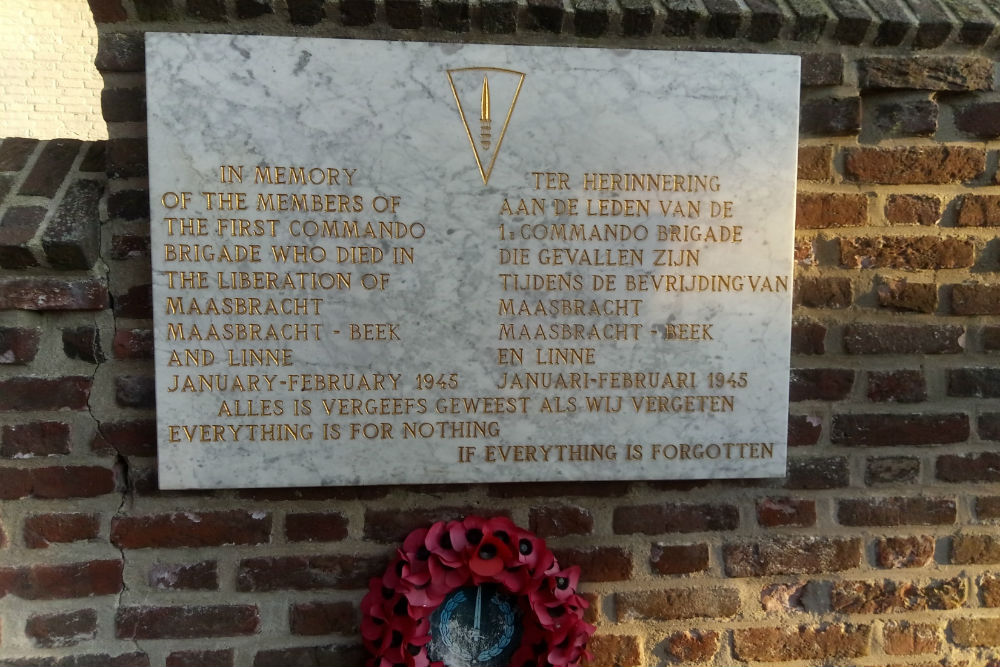 IN MEMORY
OF THE MEMBERS OF
THE FIRST COMMANDO
BRIGADE WHO DIED IN
THE LIBERATION OF
MAASBRACHT
MAASBRACHT - BEEK
AND LINNE
JANUARY-FEBRUARY 1945
TER HERINNERING
AAN DE LEDEN VAN DE
1e COMMANDO BRIGADE
DIE GEVALLEN ZIJN
TIJDENS DE BEVRIJDING VAN
MAASBRACHT
MAASBRACHT - BEEK
EN LINNE
JANUARI-FEBRUARI 1945
ALLES IS VERGEEFS GEWEEST ALS WIJ VERGETEN
EVERYTHING IS FOR NOTHING
IF EVERYTHING IS FORGOTTEN